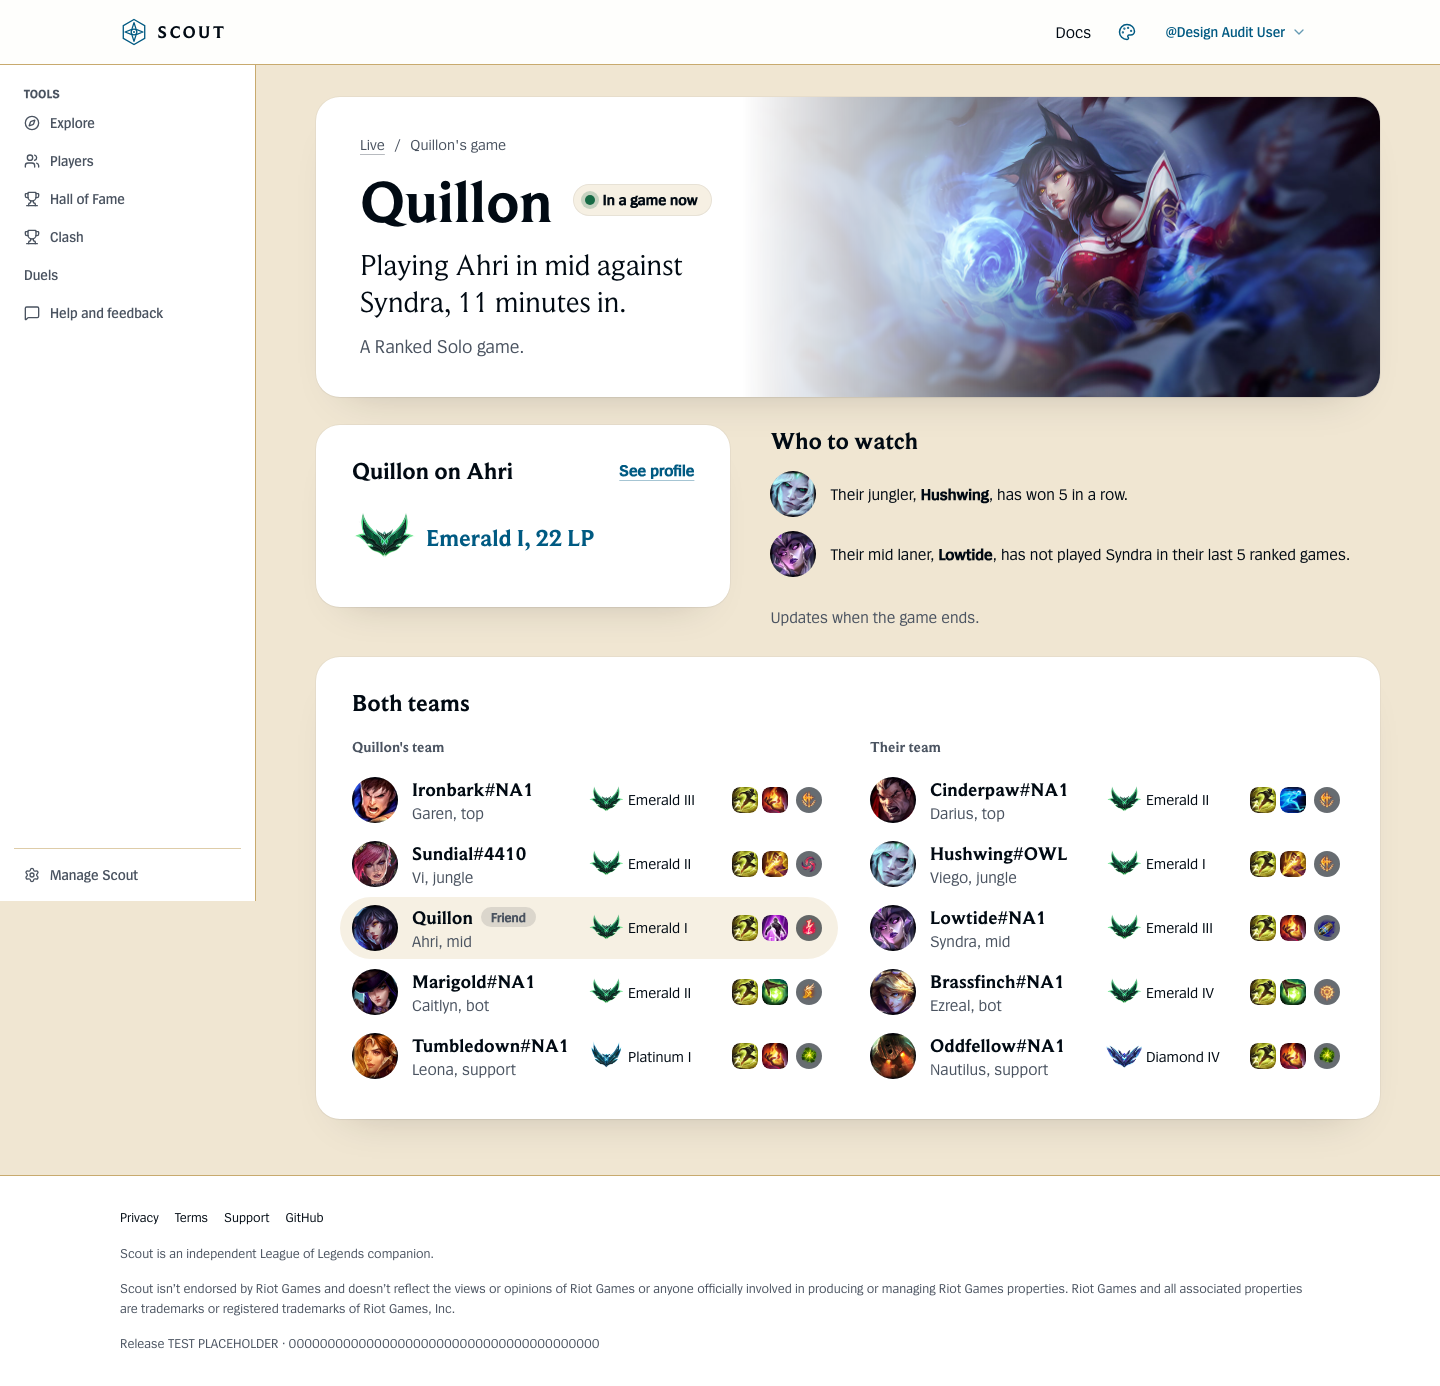 SCOUT
Docs
@Design Audit User
TOOLS
Explore
Players
Hall of Fame
Clash
Duels
Help and feedback
Manage Scout
Live / Quillon's game
Quillon
In a game now
Playing Ahri in mid against
Syndra, 11 minutes in.
A Ranked Solo game.
Quillon on Ahri
See profile
Emerald I, 22 LP
Who to watch
Their jungler, Hushwing, has won 5 in a row.
Their mid laner, Lowtide, has not played Syndra in their last 5 ranked games.
Updates when the game ends.
Both teams
Quillon's team
Ironbark#NA1
Garen, top
Emerald III
Sundial#4410
Vi, jungle
Emerald II
Quillon Friend
Ahri, mid
Emerald I
Marigold#NA1
Caitlyn, bot
Emerald II
Tumbledown#NA1
Leona, support
Platinum I
Their team
Cinderpaw#NA1
Darius, top
Emerald II
Hushwing#OWL
Viego, jungle
Emerald I
Lowtide#NA1
Syndra, mid
Emerald III
Brassfinch#NA1
Ezreal, bot
Emerald IV
Oddfellow#NA1
Nautilus, support
Diamond IV
Privacy Terms Support GitHub
Scout is an independent League of Legends companion.
Scout isn't endorsed by Riot Games and doesn't reflect the views or opinions of Riot Games or anyone officially involved in producing or managing Riot Games properties. Riot Games and all associated properties
are trademarks or registered trademarks of Riot Games, Inc.
Release TEST PLACEHOLDER · 0000000000000000000000000000000000000000